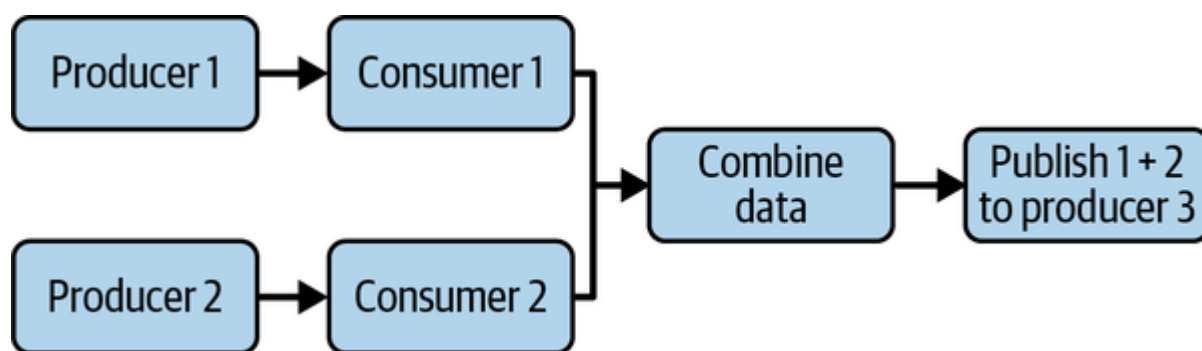 Producer 1
Consumer 1
Combine
data
Publish 1 + 2
to producer 3
Producer 2
Consumer 2